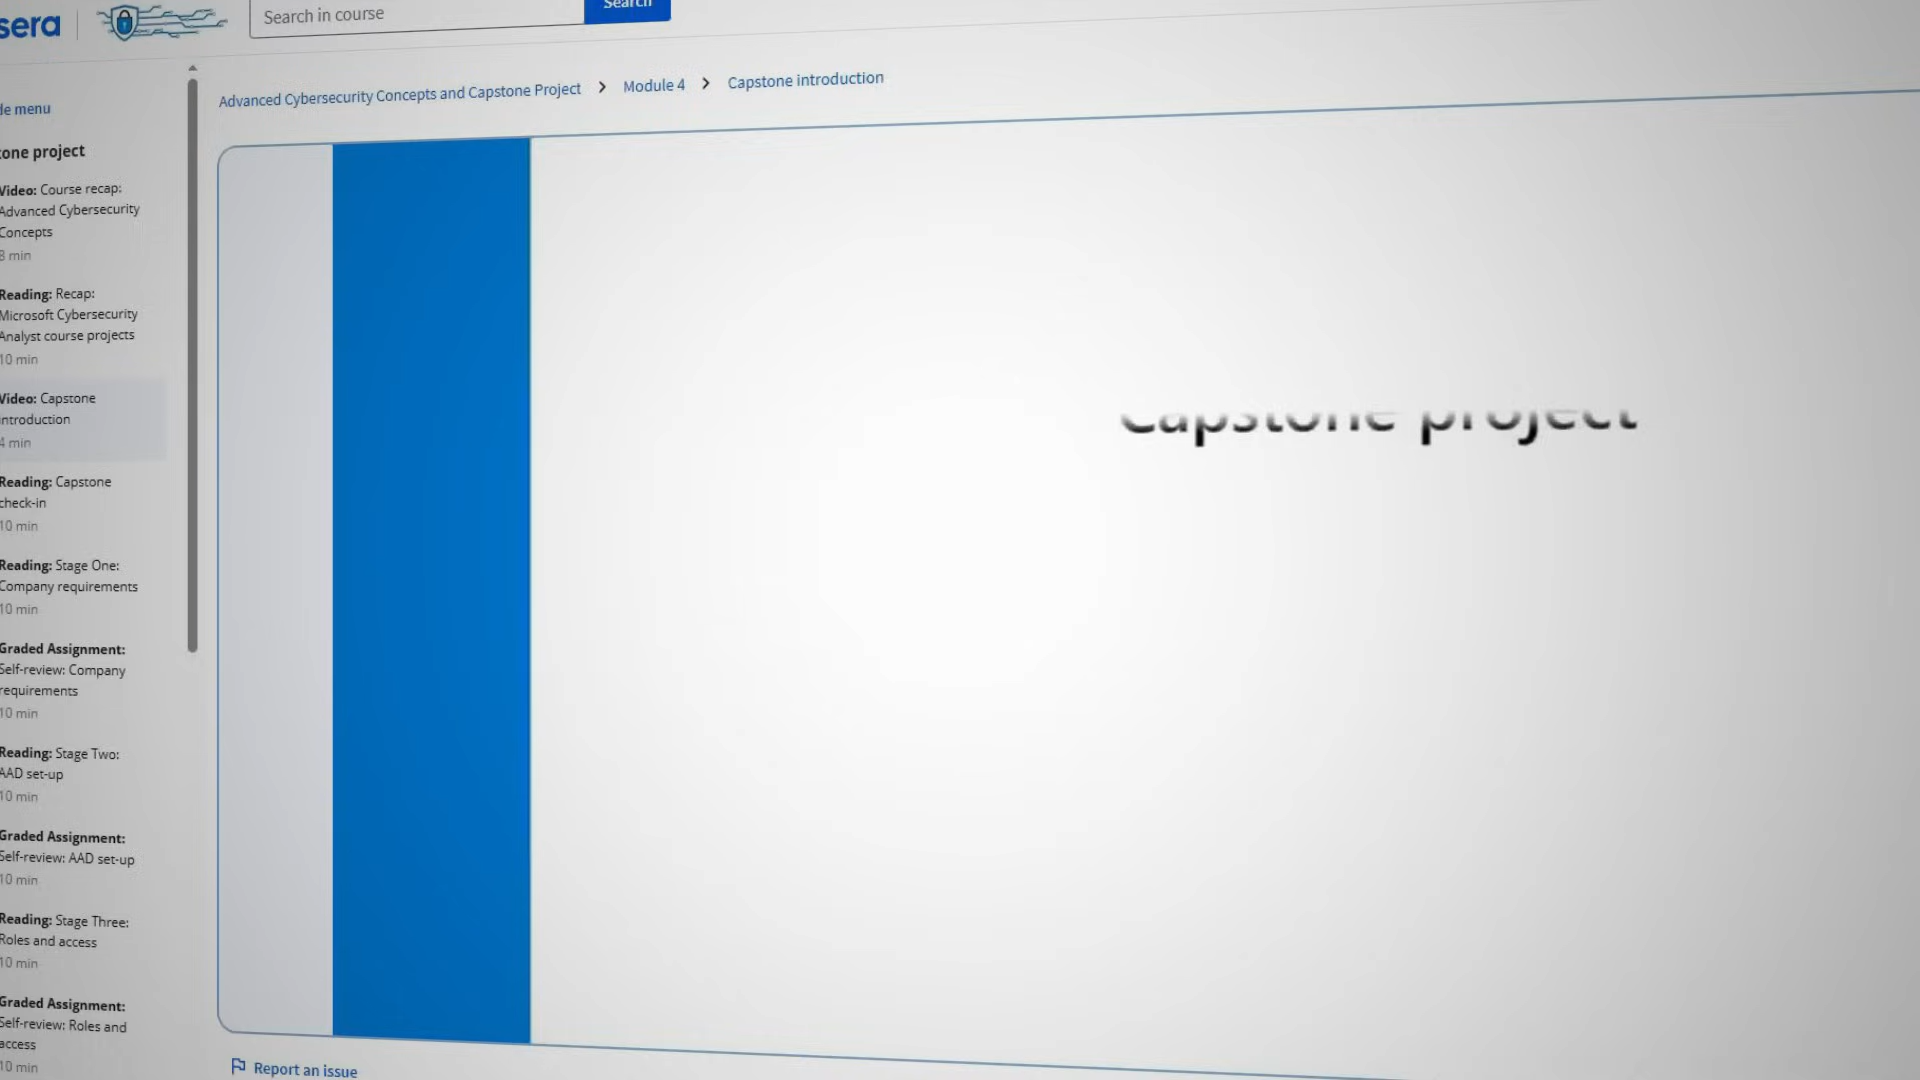 sera
Search in course
Search
Advanced Cybersecurity Concepts and Capstone Project > Module 4 > Capstone introduction
de menu
tone project
Video: Course recap:
Advanced Cybersecurity
Concepts
8 min
Reading: Recap:
Microsoft Cybersecurity
Analyst course projects
10 min
Video: Capstone
introduction
4 min
Reading: Capstone
check-in
10 min
Reading: Stage One:
Company requirements
10 min
Graded Assignment:
Self-review: Company
requirements
10 min
Reading: Stage Two:
AAD set-up
10 min
Graded Assignment:
Self-review: AAD set-up
10 min
Reading: Stage Three:
Roles and access
10 min
Graded Assignment:
Self-review: Roles and
access
10 min
Capstone project
Report an issue